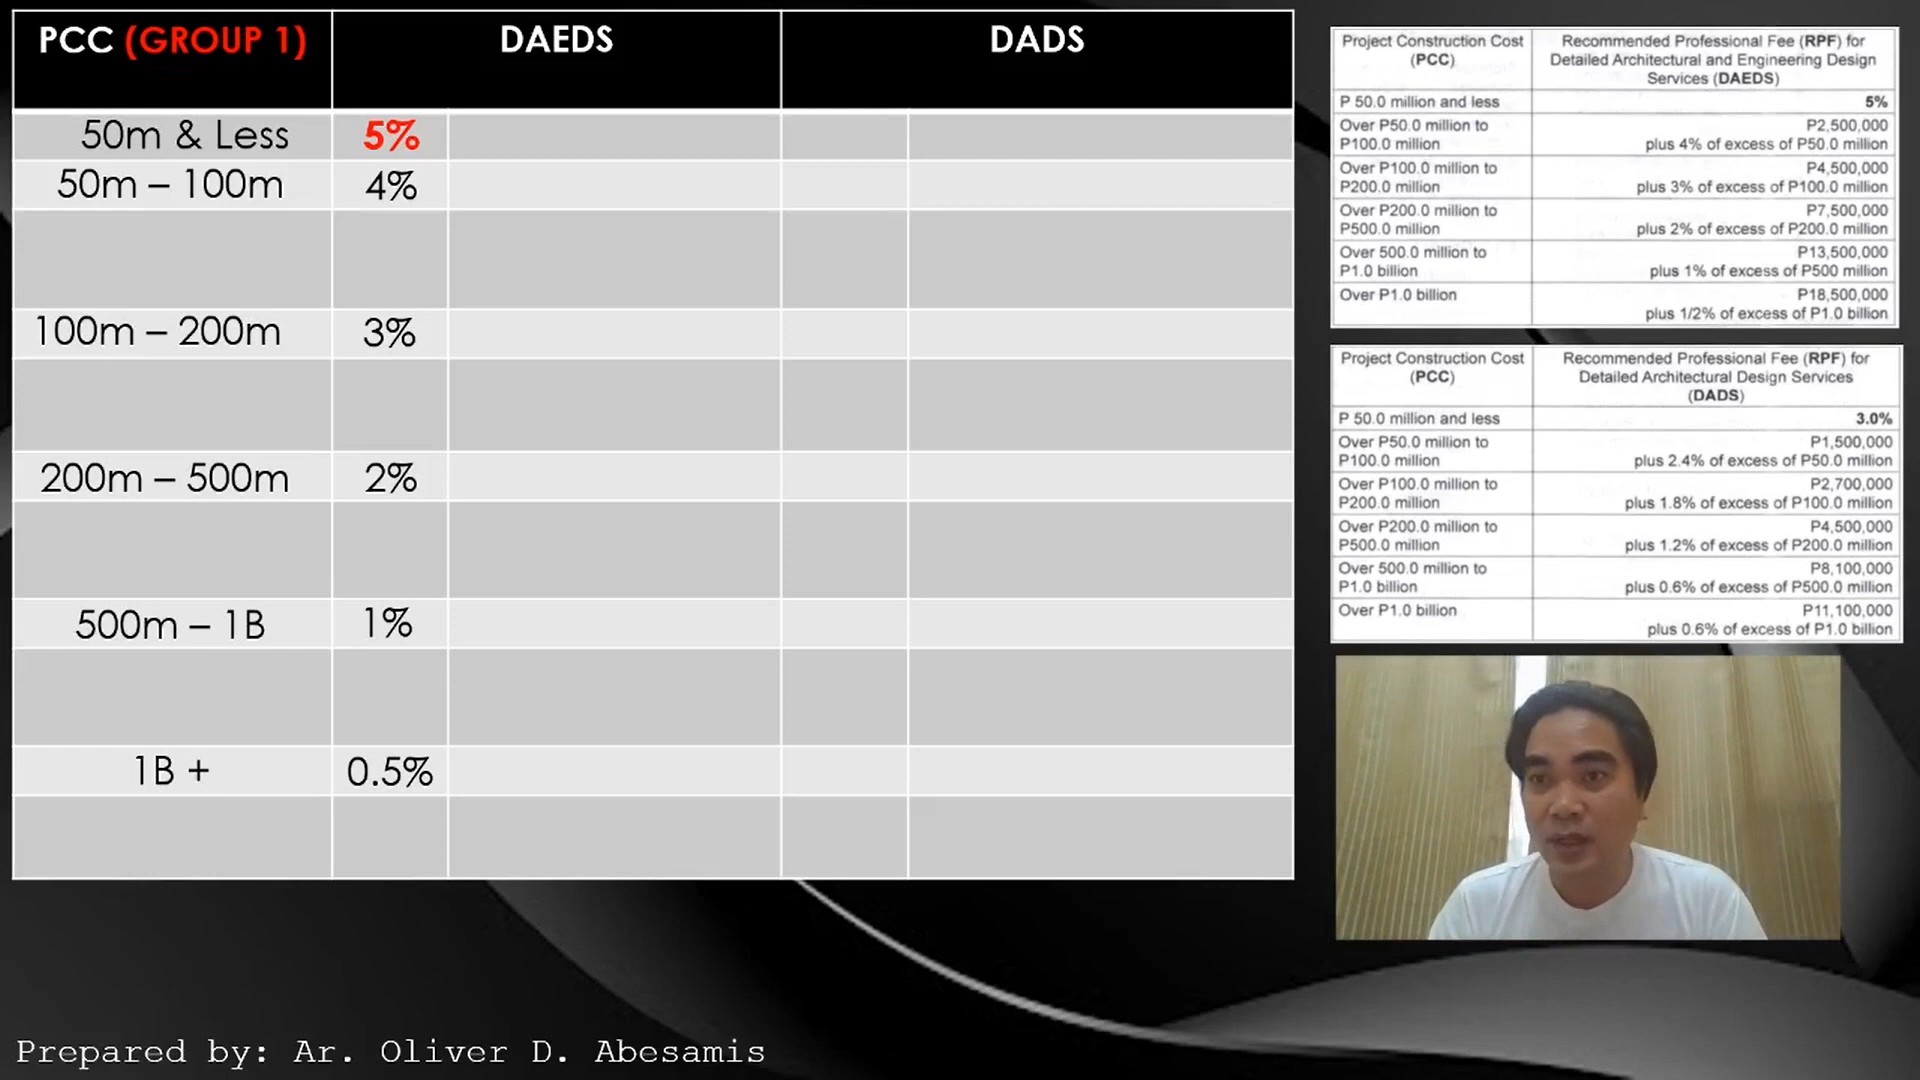 PCC (GROUP 1) DAEDS DADS
50m & Less 5%
50m – 100m 4%
100m – 200m 3%
200m – 500m 2%
500m – 1B 1%
1B + 0.5%
Project Construction Cost
(PCC)
Recommended Professional Fee (RPF) for
Detailed Architectural and Engineering Design
Services (DAEDS)
P 50.0 million and less
5%
Over P50.0 million to
P100.0 million
P2,500,000
plus 4% of excess of P50.0 million
Over P100.0 million to
P200.0 million
P4,500,000
plus 3% of excess of P100.0 million
Over P200.0 million to
P500.0 million
P7,500,000
plus 2% of excess of P200.0 million
Over 500.0 million to
P1.0 billion
P13,500,000
plus 1% of excess of P500 million
Over P1.0 billion
P18,500,000
plus 1/2% of excess of P1.0 billion
Project Construction Cost
(PCC)
Recommended Professional Fee (RPF) for
Detailed Architectural Design Services
(DADS)
P 50.0 million and less
3.0%
Over P50.0 million to
P100.0 million
P1,500,000
plus 2.4% of excess of P50.0 million
Over P100.0 million to
P200.0 million
P2,700,000
plus 1.8% of excess of P100.0 million
Over P200.0 million to
P500.0 million
P4,500,000
plus 1.2% of excess of P200.0 million
Over 500.0 million to
P1.0 billion
P8,100,000
plus 0.6% of excess of P500.0 million
Over P1.0 billion
P11,100,000
plus 0.6% of excess of P1.0 billion
Prepared by: Ar. Oliver D. Abesamis